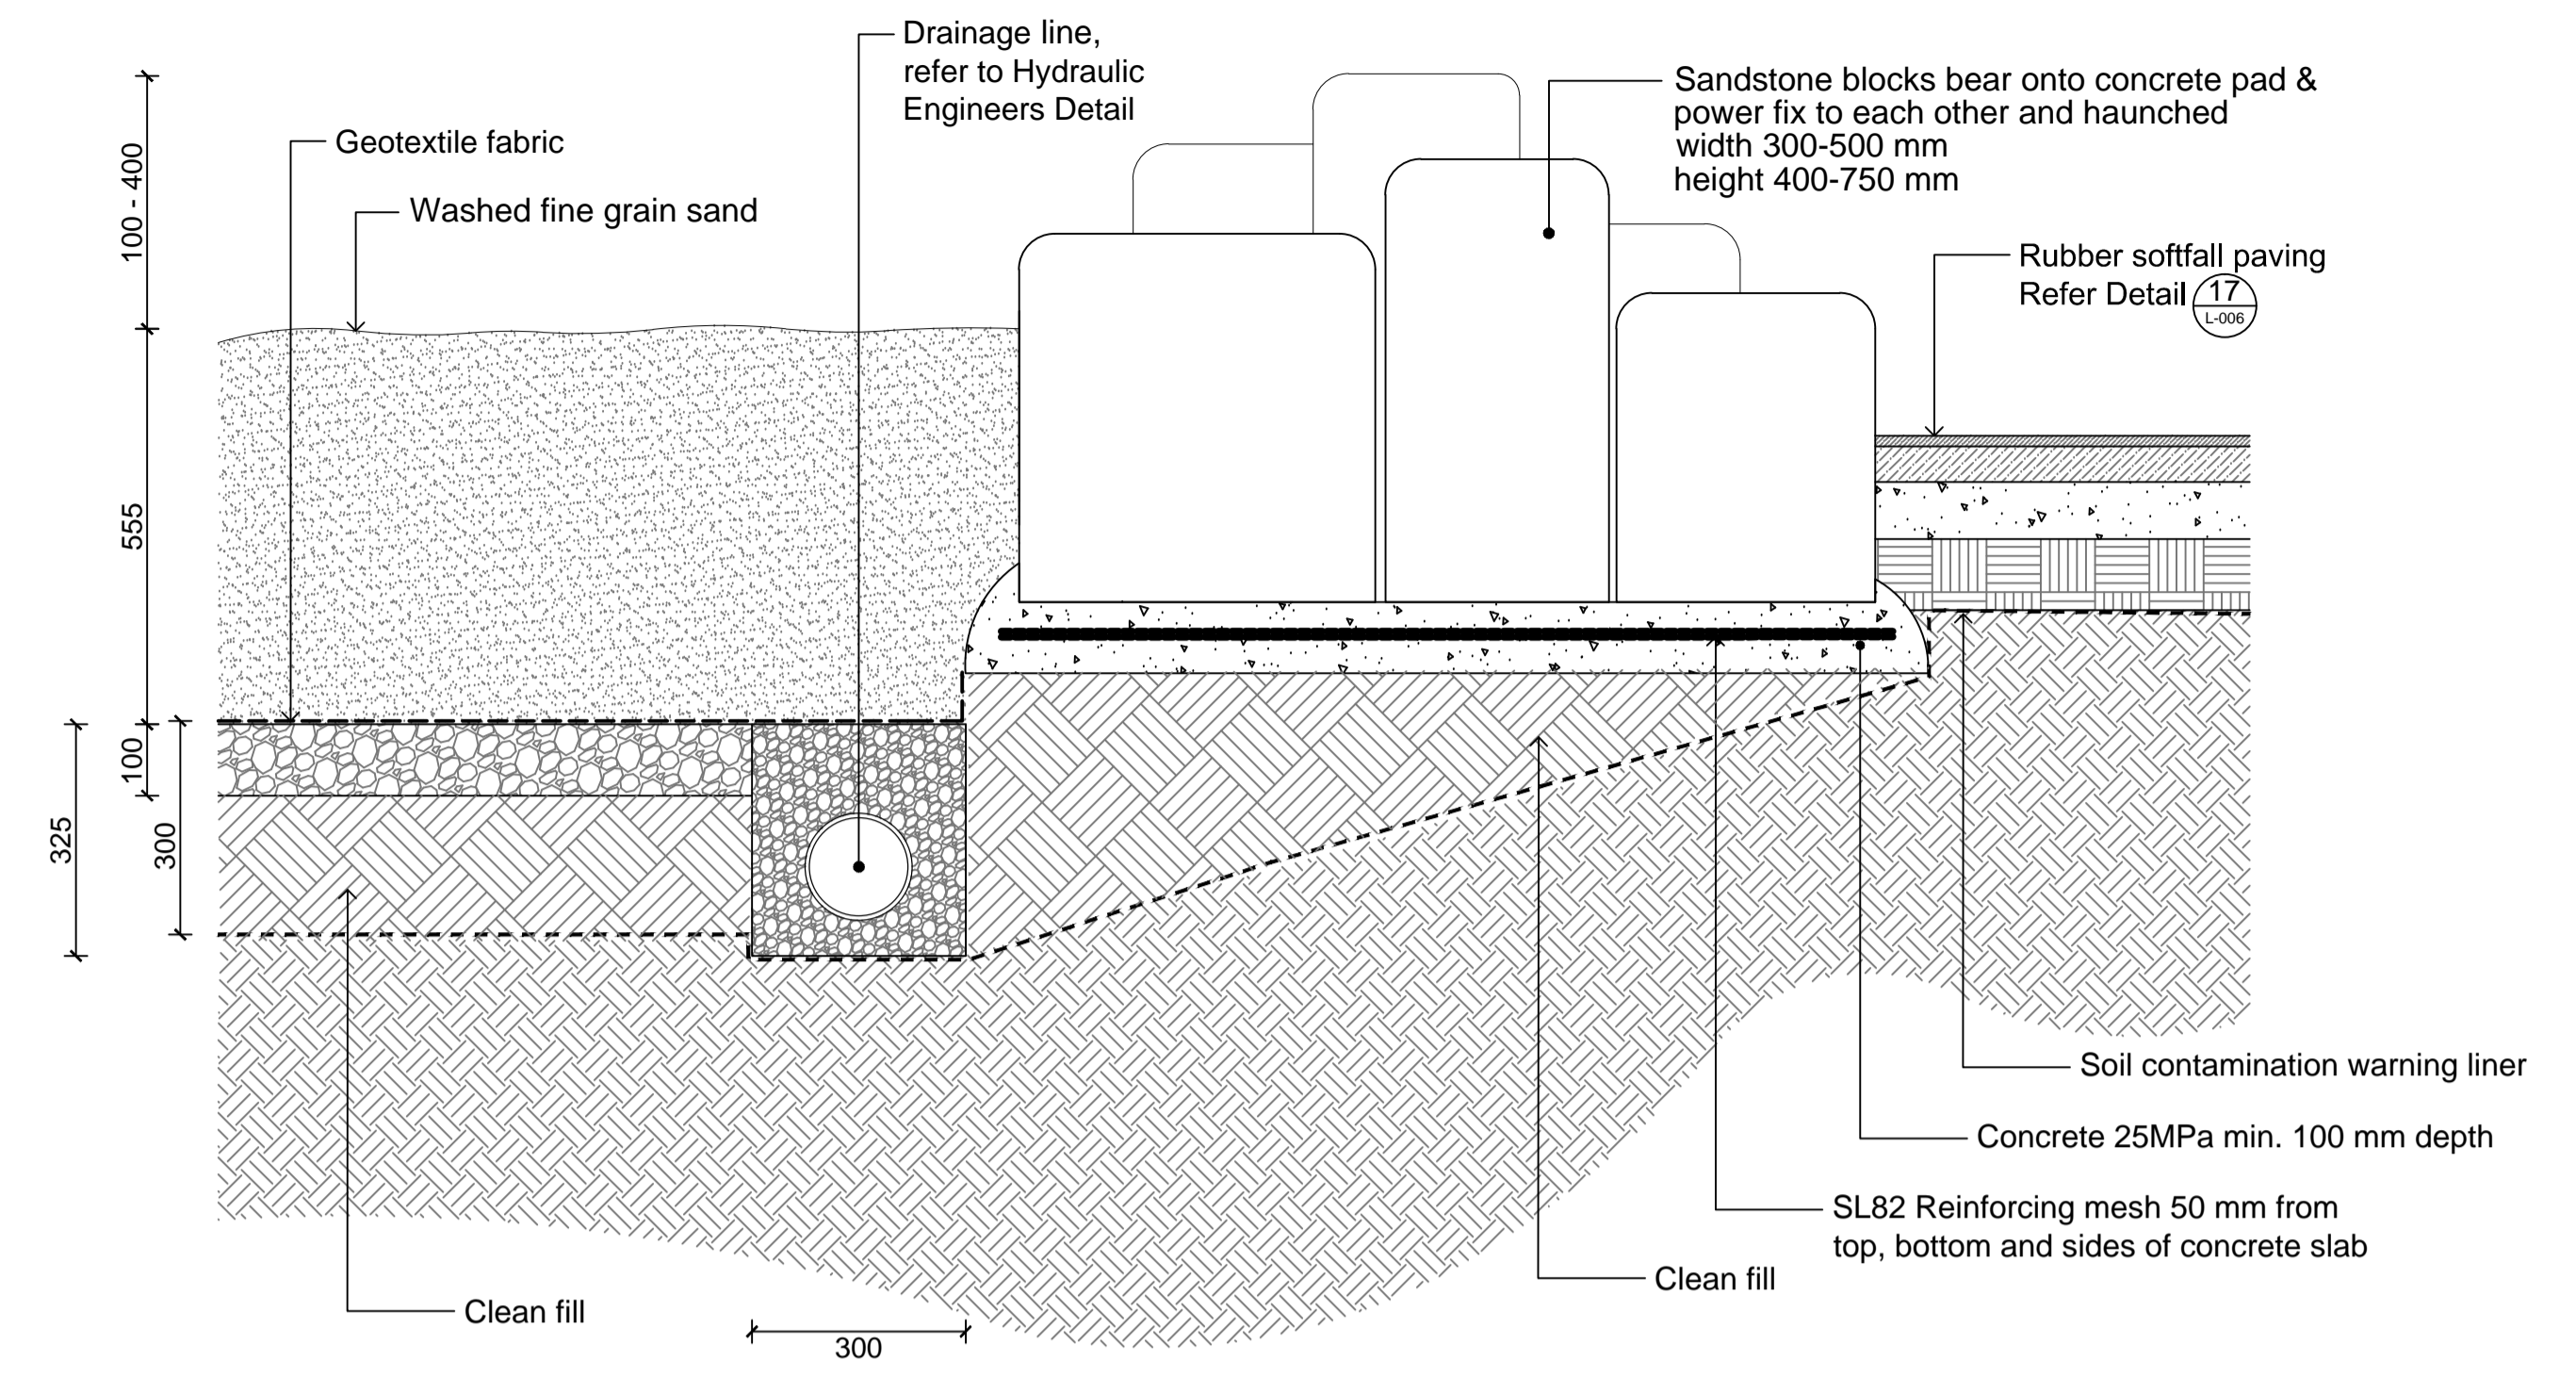 Drainage line,
refer to Hydraulic
Engineers Detail
Sandstone blocks bear onto concrete pad &
power fix to each other and haunched
width 300-500 mm
height 400-750 mm
Geotextile fabric
Washed fine grain sand
Rubber softfall paving
Refer Detail
17
L-006
100 - 400
555
100
325
300
300
Soil contamination warning liner
Concrete 25MPa min. 100 mm depth
SL82 Reinforcing mesh 50 mm from
top, bottom and sides of concrete slab
Clean fill
Clean fill